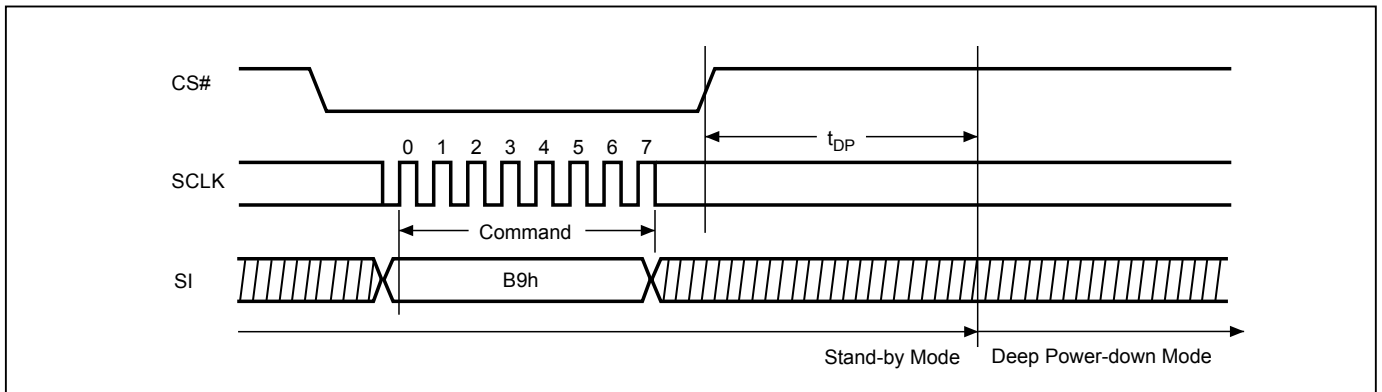 CS#
t_DP
0 1 2 3 4 5 6 7
SCLK
Command
SI
B9h
Stand-by Mode
Deep Power-down Mode